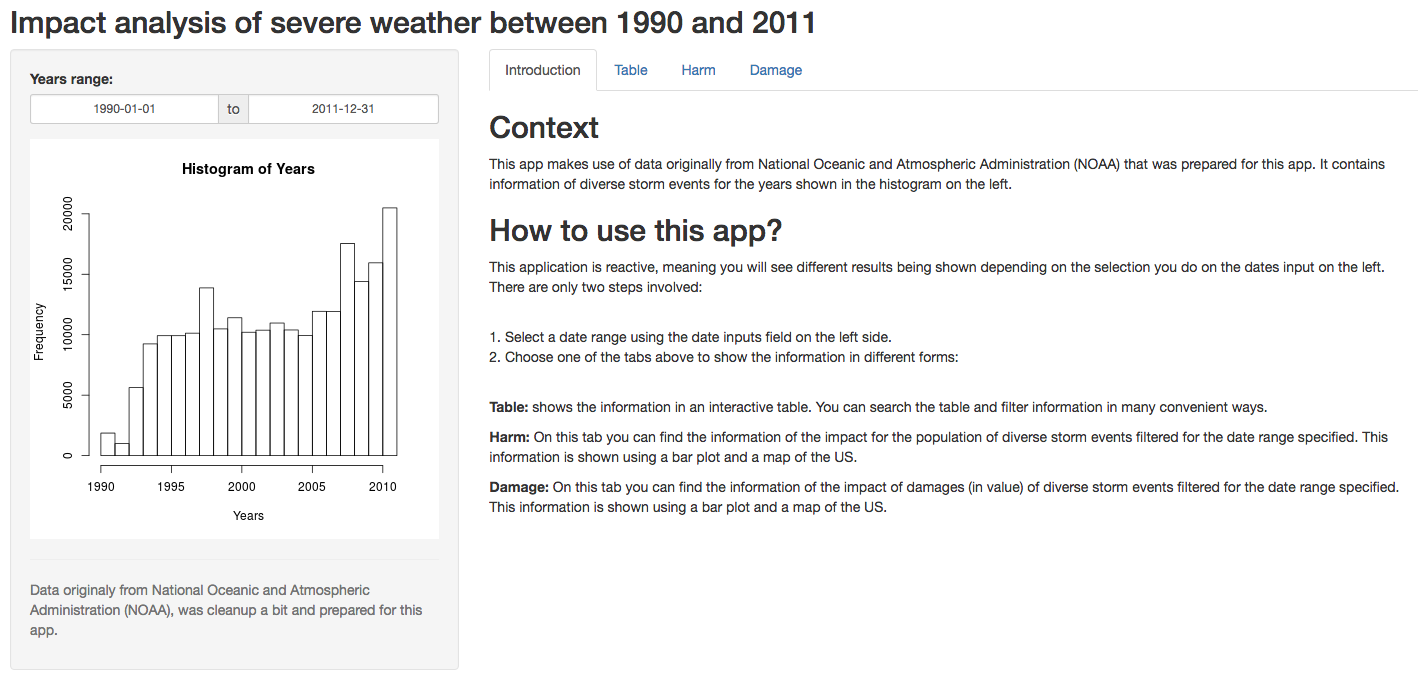 Impact analysis of severe weather between 1990 and 2011
Years range:
1990-01-01 to 2011-12-31
Histogram of Years
Frequency
20000
15000
10000
5000
0
1990 1995 2000 2005 2010
Years
Data originaly from National Oceanic and Atmospheric
Administration (NOAA), was cleanup a bit and prepared for this
app.
Introduction Table Harm Damage
Context
This app makes use of data originally from National Oceanic and Atmospheric Administration (NOAA) that was prepared for this app. It contains
information of diverse storm events for the years shown in the histogram on the left.
How to use this app?
This application is reactive, meaning you will see different results being shown depending on the selection you do on the dates input on the left.
There are only two steps involved:
1. Select a date range using the date inputs field on the left side.
2. Choose one of the tabs above to show the information in different forms:
Table: shows the information in an interactive table. You can search the table and filter information in many convenient ways.
Harm: On this tab you can find the information of the impact for the population of diverse storm events filtered for the date range specified. This
information is shown using a bar plot and a map of the US.
Damage: On this tab you can find the information of the impact of damages (in value) of diverse storm events filtered for the date range specified.
This information is shown using a bar plot and a map of the US.